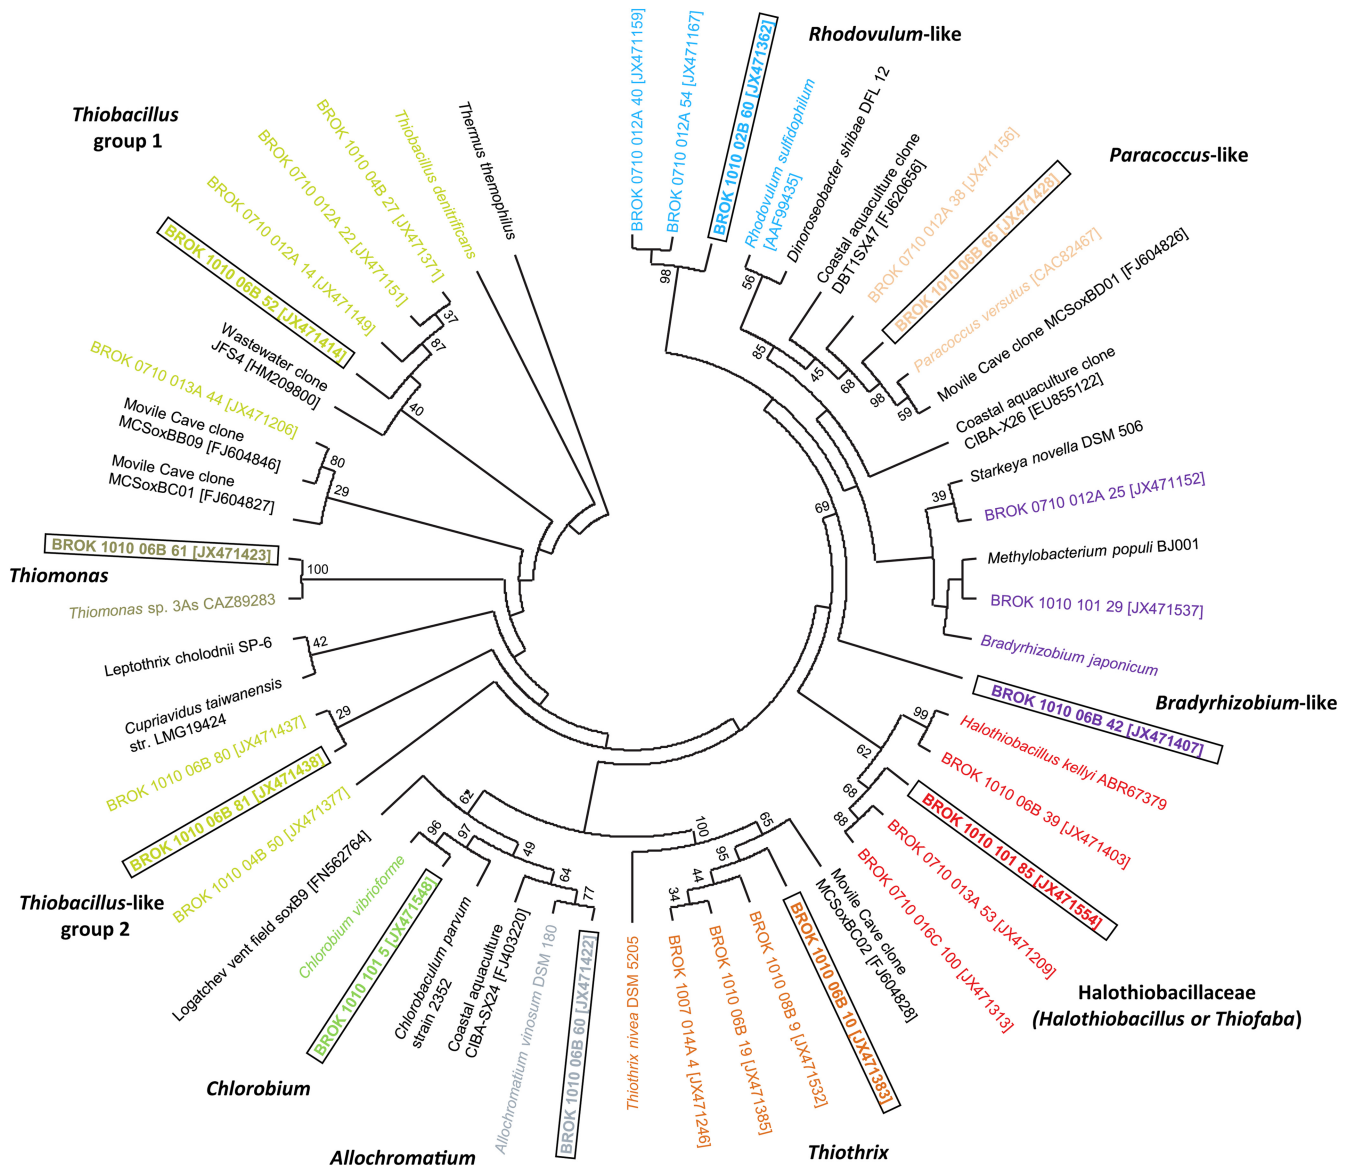 Rhodovulum-like
BROK 0710 012A 40 [JX471159]
BROK 0710 012A 54 [JX471167]
BROK 1010 02B 60 [JX471362]
Rhodovulum sulfidophilum
[AAF99435]
Dinoroseobacter shibae DFL 12
Coastal aquaculture clone
DBT1SX47 [FJ620656]
BROK 0710 012A 38 [JX471156]
Paracoccus-like
BROK 1010 06B 66 [JX471428]
Paracoccus versutus [CAC82467]
Movile Cave clone MCSoxBD01 [FJ604826]
Coastal aquaculture clone
CIBA-X26 [EU855122]
Starkeya novella DSM 506
BROK 0710 012A 25 [JX471152]
Methylobacterium populi BJ001
BROK 1010 101 29 [JX471537]
Bradyrhizobium japonicum
Bradyrhizobium-like
BROK 1010 06B 42 [JX471407]
Halothiobacillus kellyi ABR67379
BROK 1010 06B 39 [JX471403]
BROK 1010 101 85 [JX471554]
BROK 0710 013A 53 [JX471209]
BROK 0710 016C 100 [JX471313]
Halothiobacillaceae
(Halothiobacillus or Thiofaba)
Movile Cave clone
MCSoxBC02 [FJ604828]
BROK 1010 06B 10 [JX471383]
BROK 1010 08B 9 [JX471532]
BROK 1010 06B 19 [JX471385]
BROK 1007 014A 4 [JX471246]
Thiothrix nivea DSM 5205
Thiothrix
BROK 1010 06B 60 [JX471422]
Allochromatium vinosum DSM 180
Allochromatium
Coastal aquaculture
CIBA-SX24 [FJ403220]
Chlorobaculum parvum
strain 2352
BROK 1010 101 5 [JX471548]
Chlorobium vibrioforme
Chlorobium
Logatchev vent field soxB9 [FN562764]
BROK 1010 04B 50 [JX471377]
Thiobacillus-like
group 2
BROK 1010 06B 81 [JX471438]
BROK 1010 06B 80 [JX471437]
Cupriavidus taiwanensis
str. LMG19424
Leptothrix cholodnii SP-6
Thiomonas sp. 3As CAZ89283
Thiomonas
BROK 1010 06B 61 [JX471423]
Movile Cave clone
MCSoxBC01 [FJ604827]
Movile Cave clone
MCSoxBB09 [FJ604846]
BROK 0710 013A 44 [JX471206]
Wastewater clone
JFS4 [HM209800]
BROK 1010 06B 52 [JX471414]
BROK 0710 012A 14 [JX471149]
BROK 0710 012A 22 [JX471151]
BROK 1010 04B 27 [JX471371]
Thiobacillus
group 1
Thiobacillus denitrificans
Thermus thermophilus
98
56
85
45
68
98
59
39
69
99
62
68
88
65
100
95
44
34
77
64
49
62
97
96
29
42
100
29
80
40
87
37